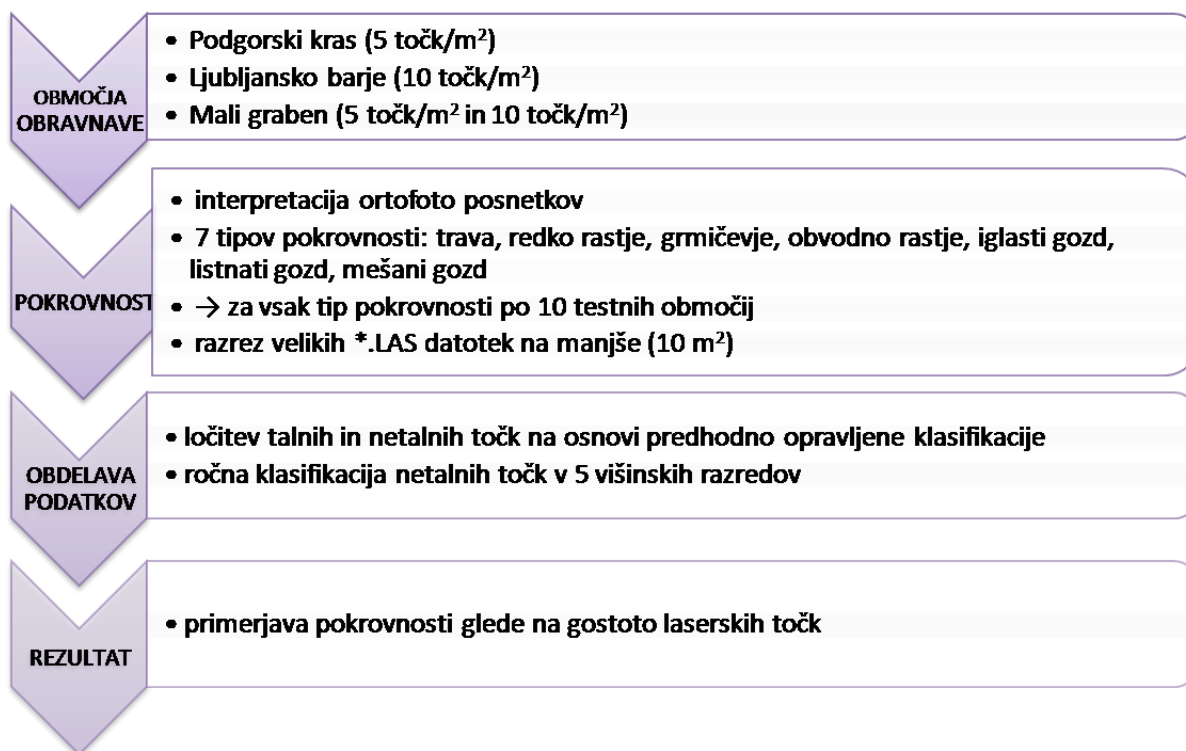 OBMOČJA
OBRAVNAVE
• Podgorski kras (5 točk/m²)
• Ljubljansko barje (10 točk/m²)
• Mali graben (5 točk/m² in 10 točk/m²)
POKROVNOST
• interpretacija ortofoto posnetkov
• 7 tipov pokrovnosti: trava, redko rastje, grmičevje, obvodno rastje, iglasti gozd,
listnati gozd, mešani gozd
• → za vsak tip pokrovnosti po 10 testnih območij
• razrez velikih *.LAS datotek na manjše (10 m²)
OBDELAVA
PODATKOV
• ločitev talnih in netalnih točk na osnovi predhodno opravljene klasifikacije
• ročna klasifikacija netalnih točk v 5 višinskih razredov
REZULTAT
• primerjava pokrovnosti glede na gostoto laserskih točk